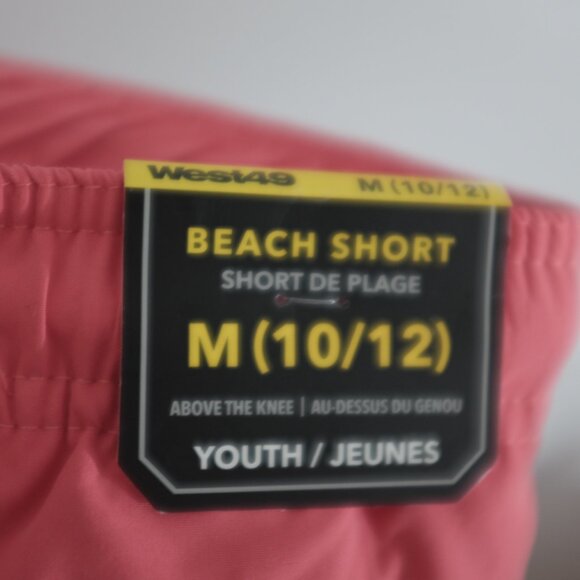 West49 M (10/12)
BEACH SHORT
SHORT DE PLAGE
M (10/12)
ABOVE THE KNEE | AU-DESSUS DU GENOU
YOUTH / JEUNES